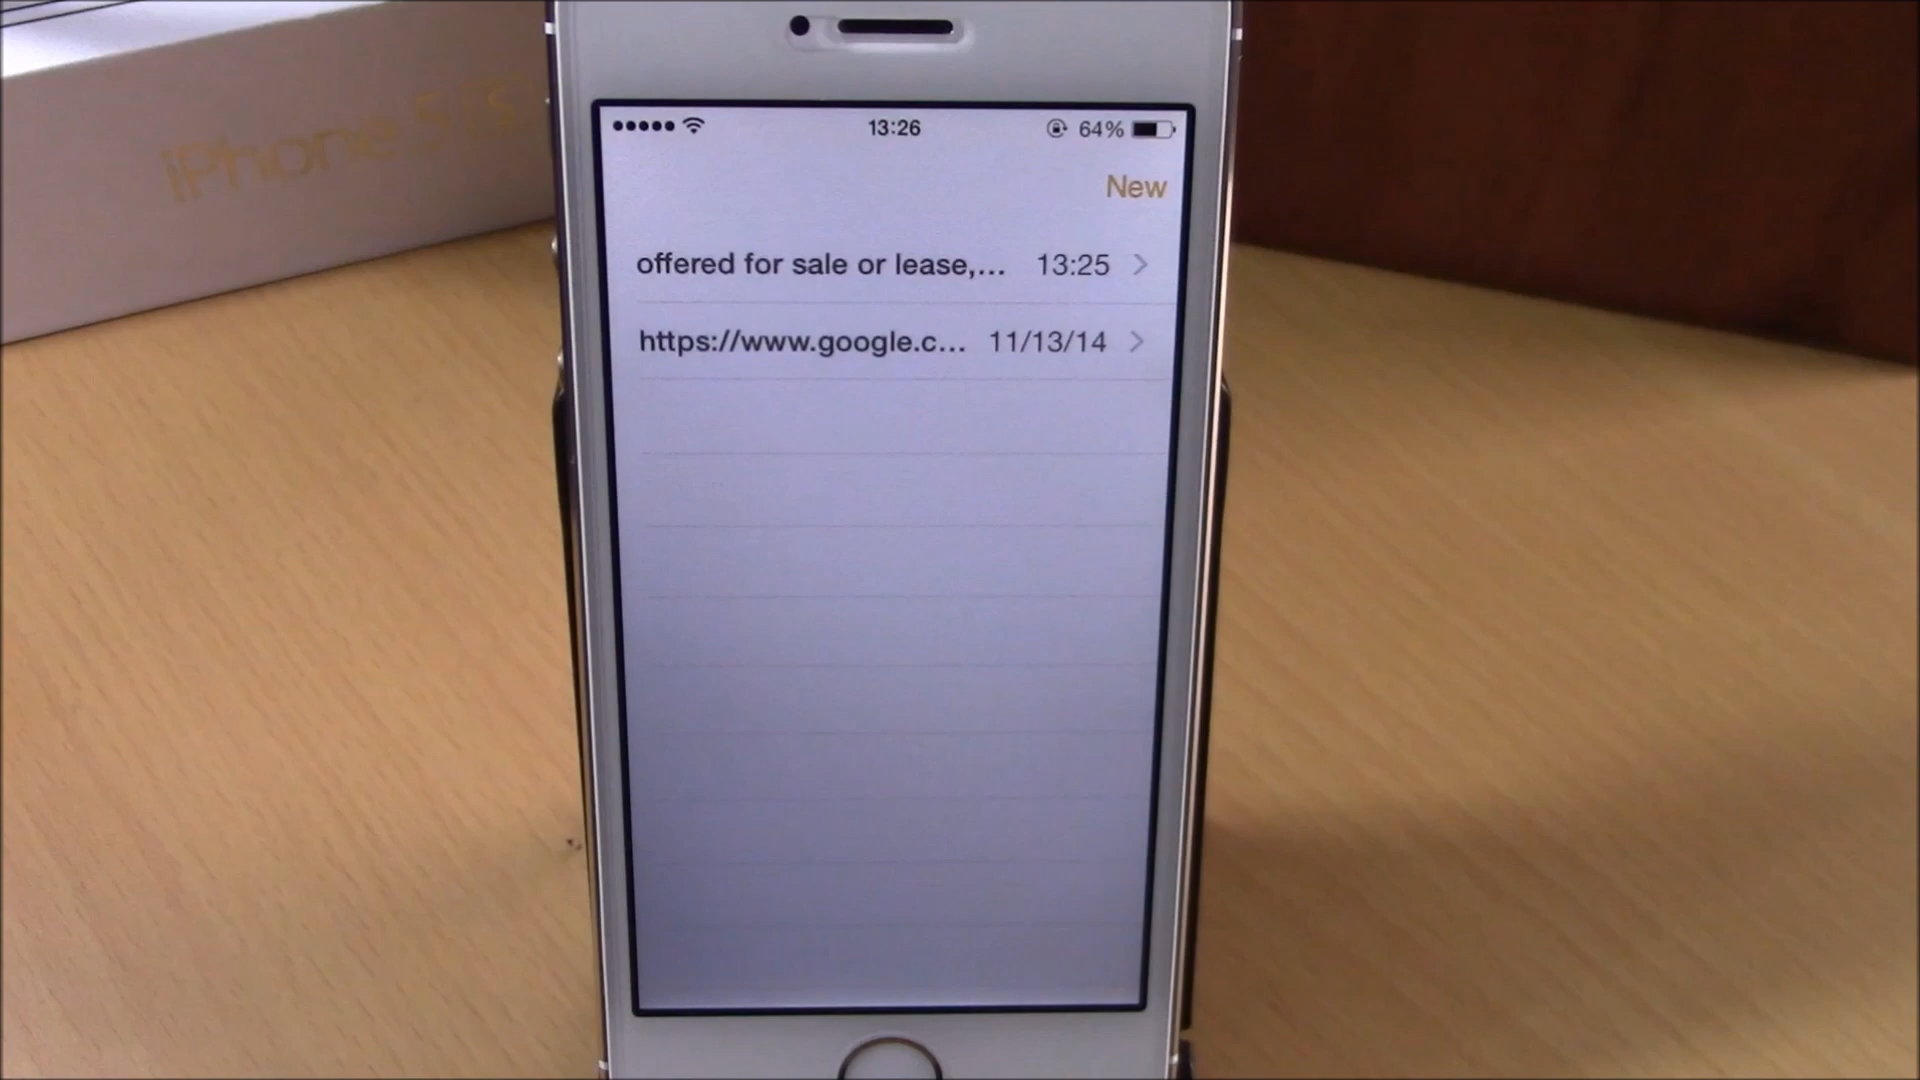 iPhone 5s
13:26 64%
New
offered for sale or lease,... 13:25
https://www.google.c... 11/13/14